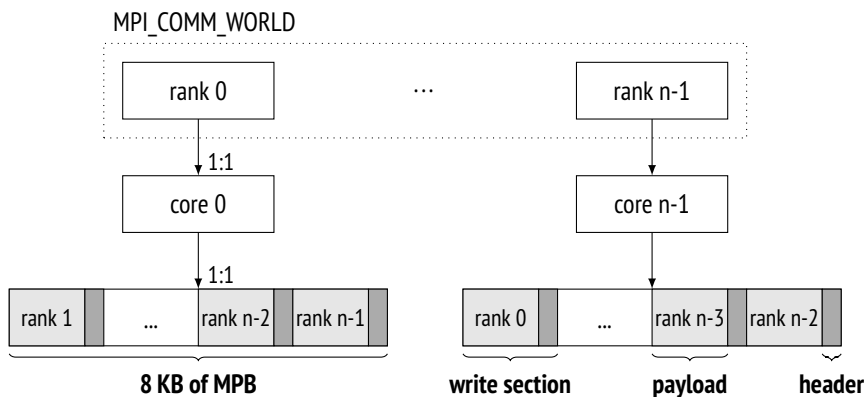 MPI_COMM_WORLD
rank 0 ... rank n-1
1:1
core 0 core n-1
1:1
rank 1 ... rank n-2 rank n-1 rank 0 ... rank n-3 rank n-2
8 KB of MPB write section payload header